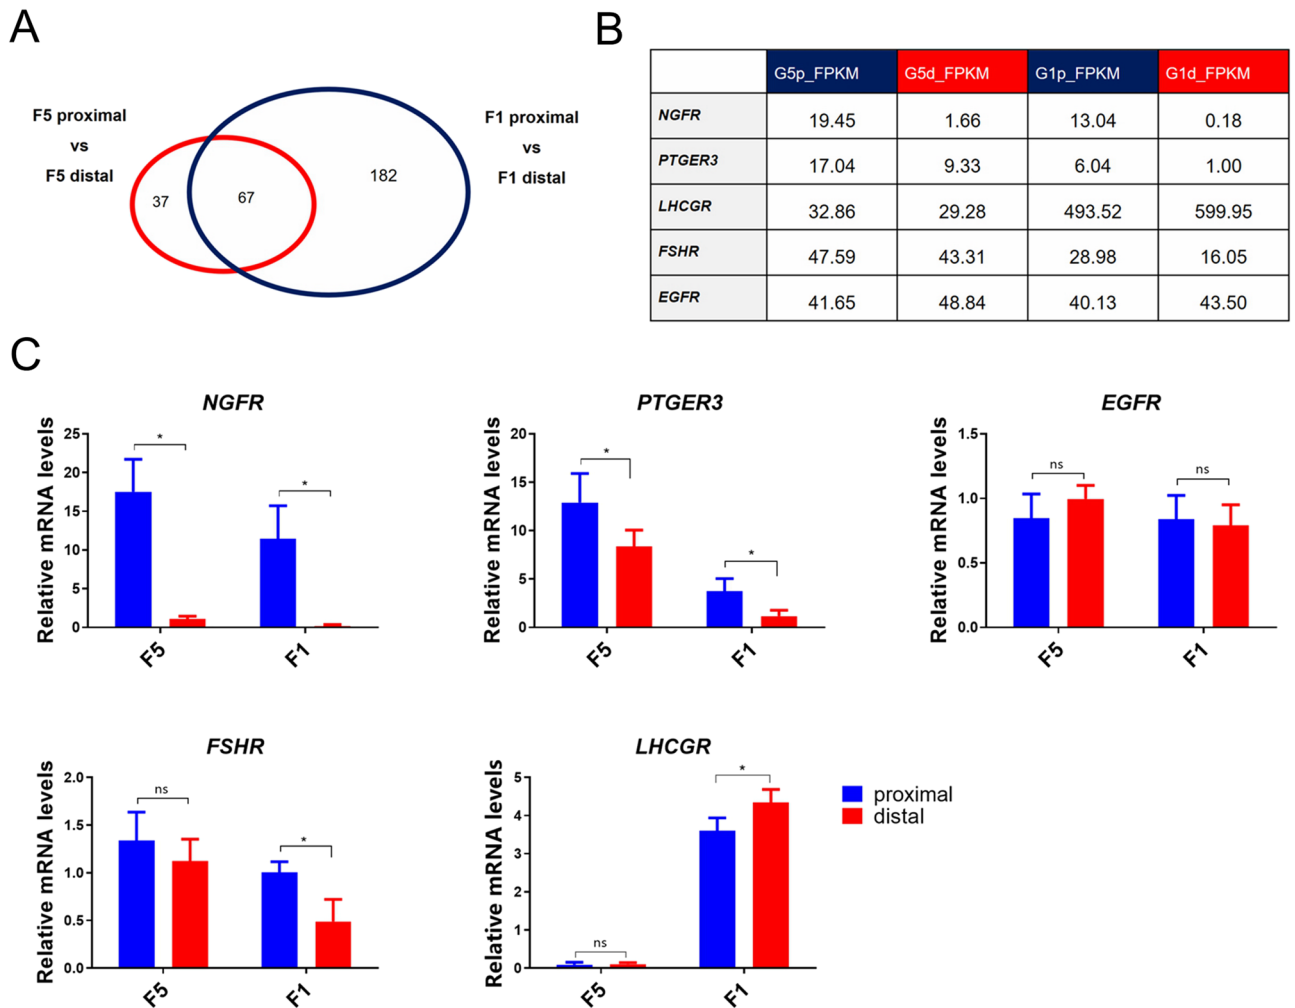 A
F5 proximal
vs
F5 distal
37
67
182
F1 proximal
vs
F1 distal
B
G5p_FPKM G5d_FPKM G1p_FPKM G1d_FPKM
NGFR 19.45 1.66 13.04 0.18
PTGER3 17.04 9.33 6.04 1.00
LHCGR 32.86 29.28 493.52 599.95
FSHR 47.59 43.31 28.98 16.05
EGFR 41.65 48.84 40.13 43.50
C
NGFR
Relative mRNA levels
25
20
15
10
5
0
*
*
F5 F1
PTGER3
Relative mRNA levels
20
15
10
5
0
*
*
F5 F1
EGFR
Relative mRNA levels
1.5
1.0
0.5
0.0
ns
ns
F5 F1
FSHR
Relative mRNA levels
2.0
1.5
1.0
0.5
0.0
ns
*
F5 F1
LHCGR
Relative mRNA levels
5
4
3
2
1
0
ns
*
F5 F1
proximal
distal